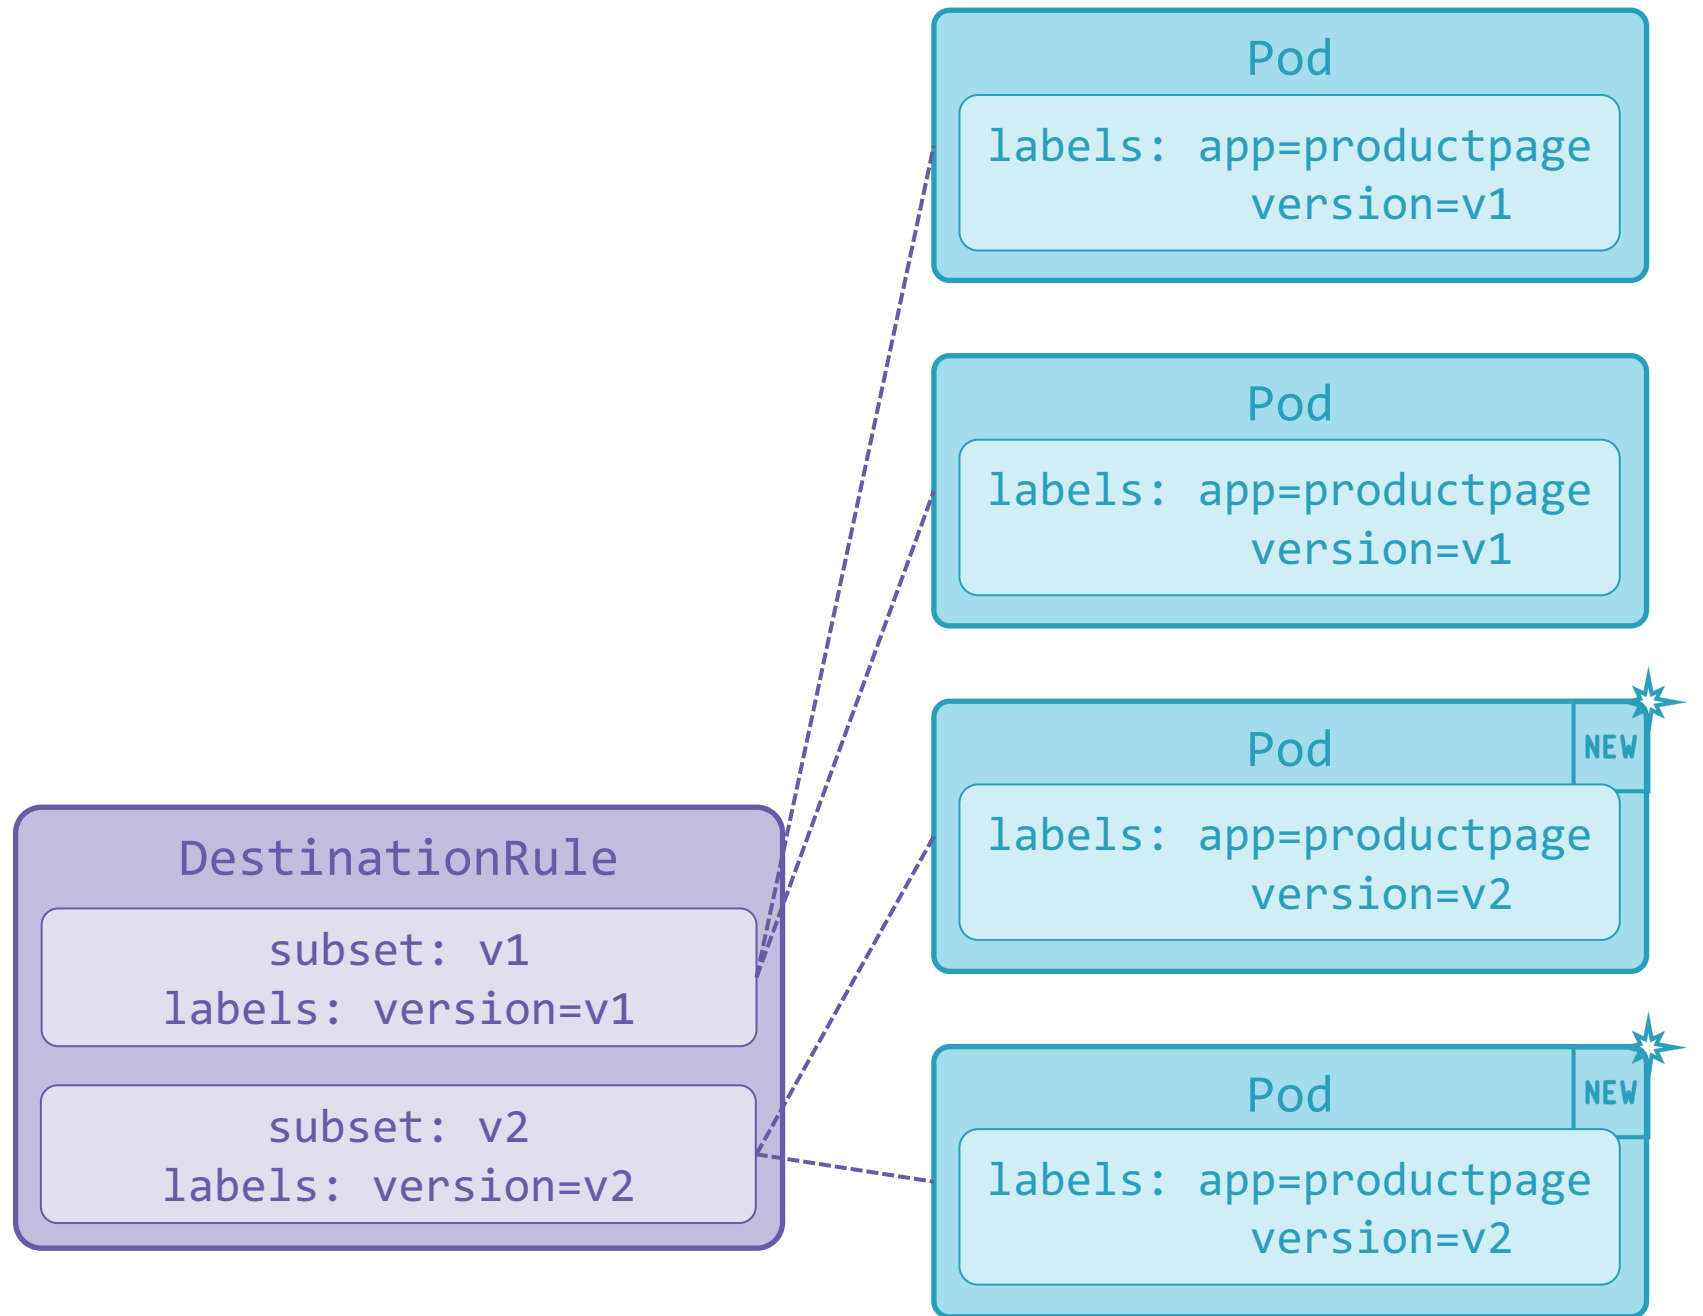 Pod
labels: app=productpage
version=v1
Pod
labels: app=productpage
version=v1
Pod
NEW
labels: app=productpage
version=v2
DestinationRule
subset: v1
labels: version=v1
subset: v2
labels: version=v2
Pod
NEW
labels: app=productpage
version=v2